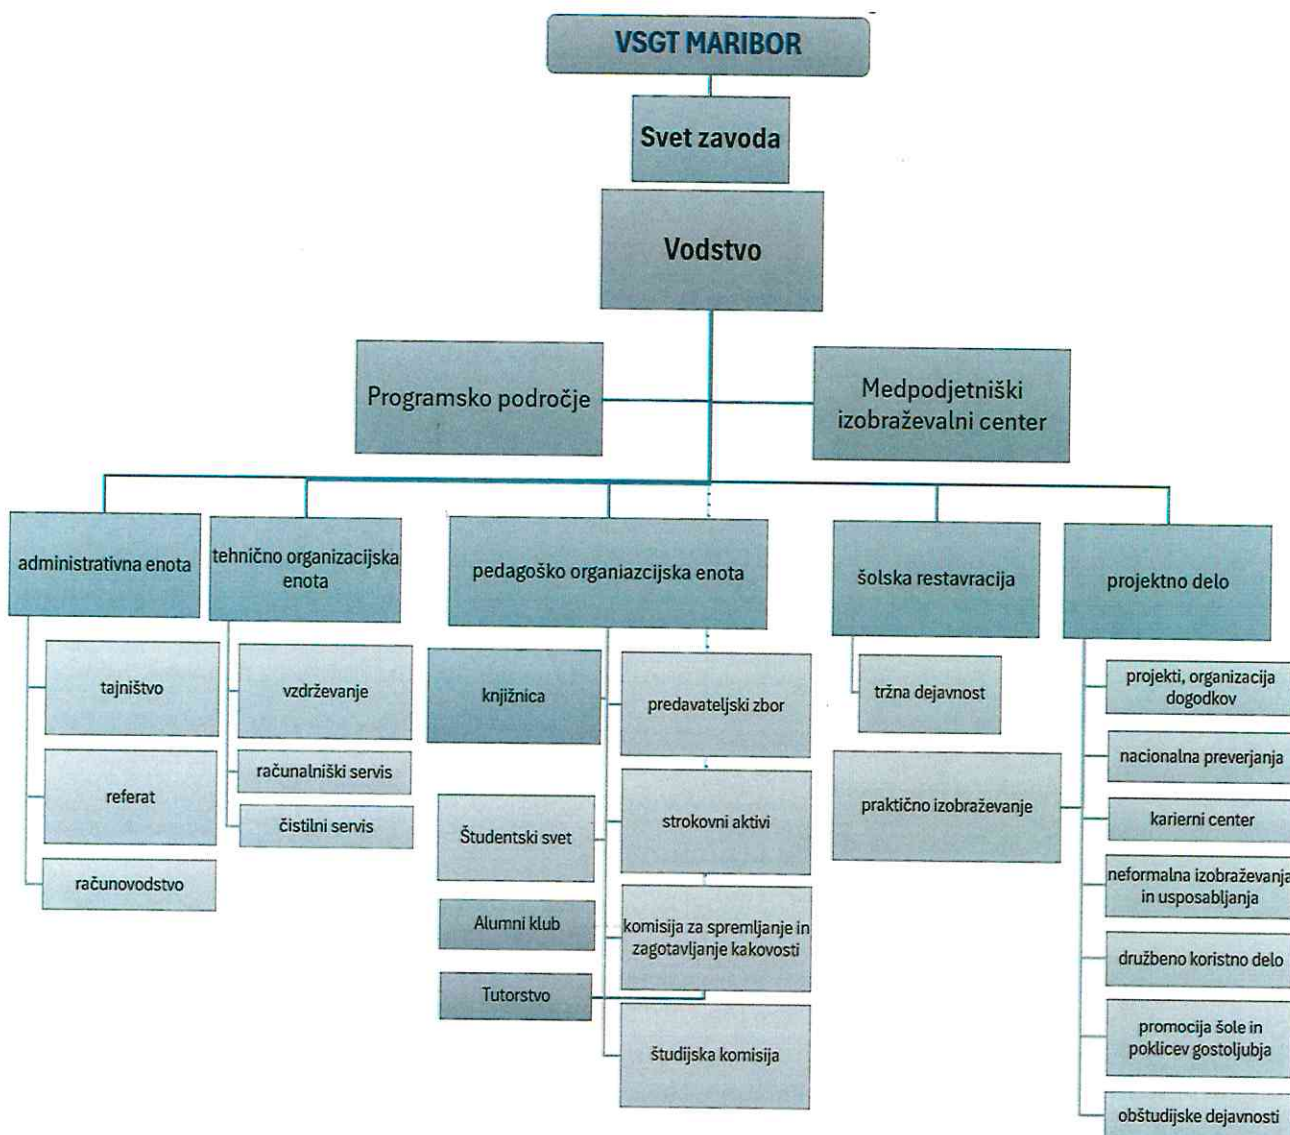 VSGT MARIBOR
Svet zavoda
Vodstvo
Programsko področje
Medpodjetniški
izobraževalni center
administrativna enota
tehnično organizacijska
enota
pedagoško organiazcijska enota
šolska restavracija
projektno delo
tajništvo
referat
računovodstvo
vzdrževanje
računalniški servis
čistilni servis
knjižnica
Študentski svet
Alumni klub
Tutorstvo
predavateljski zbor
strokovni aktivi
komisija za spremljanje in
zagotavljanje kakovosti
študijska komisija
tržna dejavnost
praktično izobraževanje
projekti, organizacija
dogodkov
nacionalna preverjanja
karierni center
neformalna izobraževanja
in usposabljanja
družbeno koristno delo
promocija šole in
poklicev gostoljubja
obštudijske dejavnosti